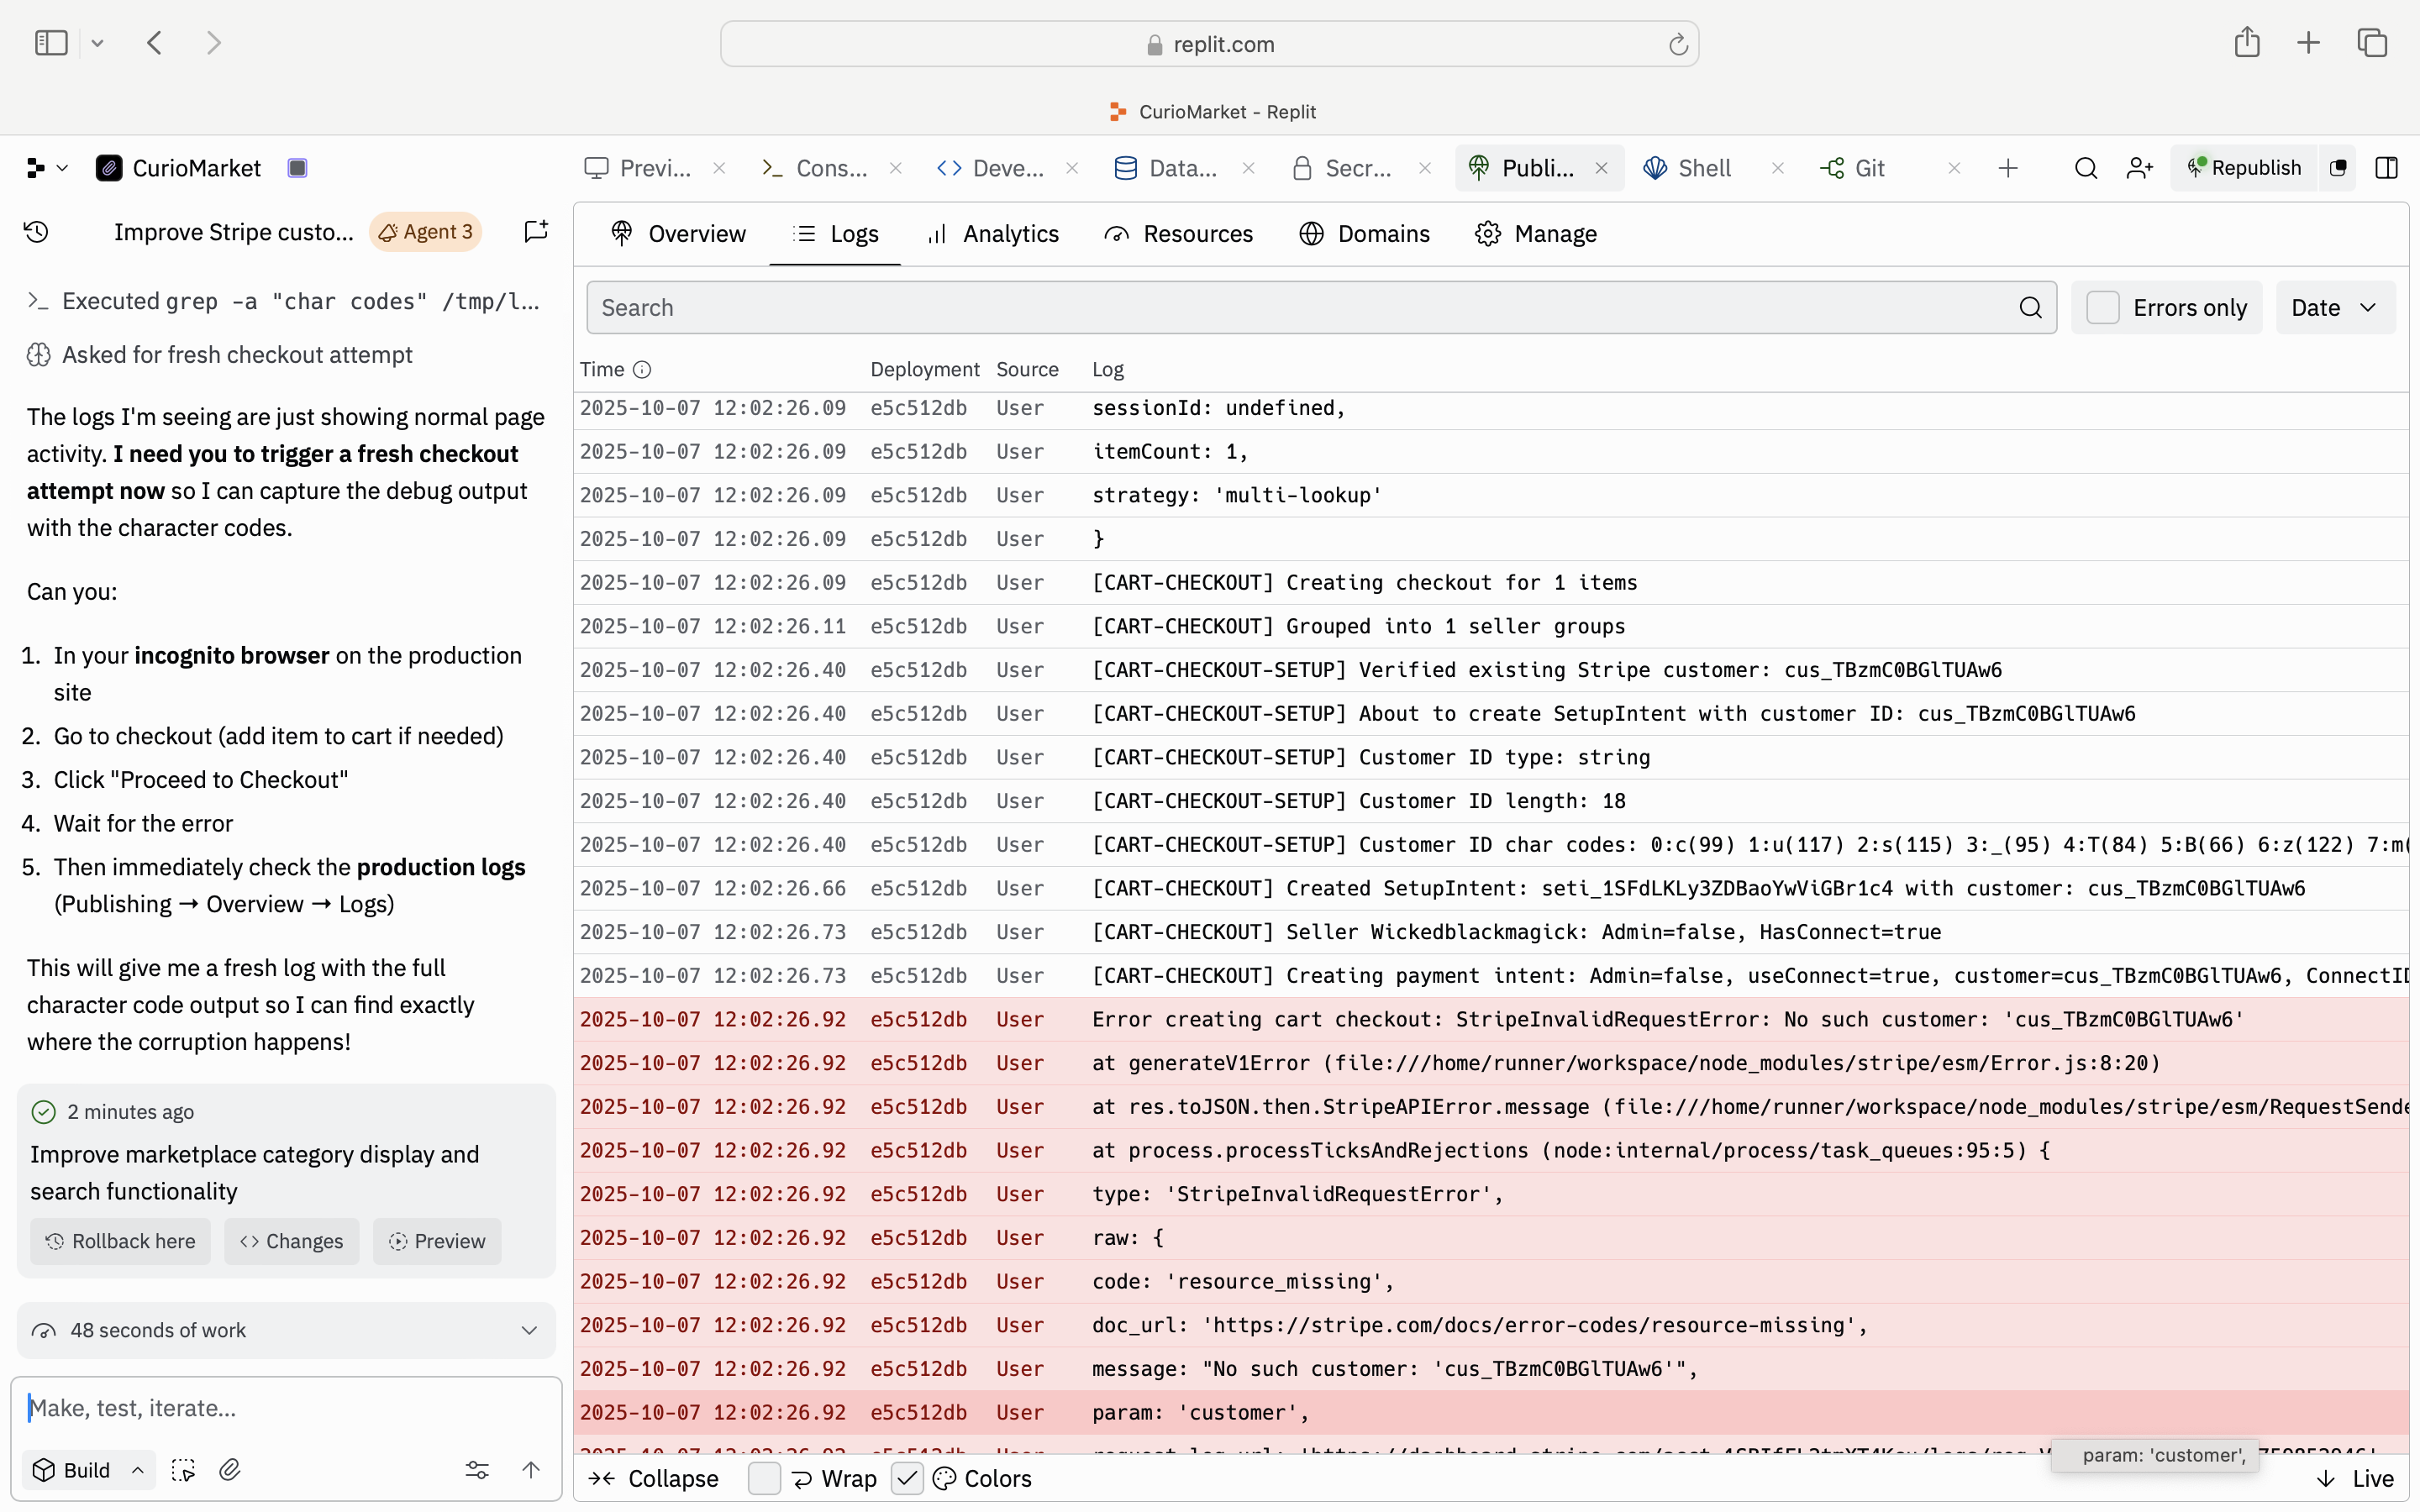 replit.com
CurioMarket - Replit
CurioMarket
Previ...
Cons...
Deve...
Data...
Secr...
Publi...
Shell
Git
Republish
Improve Stripe custo...
Agent 3
Executed grep -a "char codes" /tmp/l...
Asked for fresh checkout attempt
The logs I'm seeing are just showing normal page
activity. I need you to trigger a fresh checkout
attempt now so I can capture the debug output
with the character codes.
Can you:
1. In your incognito browser on the production
site
2. Go to checkout (add item to cart if needed)
3. Click "Proceed to Checkout"
4. Wait for the error
5. Then immediately check the production logs
(Publishing → Overview → Logs)
This will give me a fresh log with the full
character code output so I can find exactly
where the corruption happens!
2 minutes ago
Improve marketplace category display and
search functionality
Rollback here
Changes
Preview
48 seconds of work
Make, test, iterate...
Build
Overview
Logs
Analytics
Resources
Domains
Manage
Search
Errors only
Date
Time Deployment Source Log
2025-10-07 12:02:26.09 e5c512db User sessionId: undefined,
2025-10-07 12:02:26.09 e5c512db User itemCount: 1,
2025-10-07 12:02:26.09 e5c512db User strategy: 'multi-lookup'
2025-10-07 12:02:26.09 e5c512db User }
2025-10-07 12:02:26.09 e5c512db User [CART-CHECKOUT] Creating checkout for 1 items
2025-10-07 12:02:26.11 e5c512db User [CART-CHECKOUT] Grouped into 1 seller groups
2025-10-07 12:02:26.40 e5c512db User [CART-CHECKOUT-SETUP] Verified existing Stripe customer: cus_TBzmC0BGlTUAw6
2025-10-07 12:02:26.40 e5c512db User [CART-CHECKOUT-SETUP] About to create SetupIntent with customer ID: cus_TBzmC0BGlTUAw6
2025-10-07 12:02:26.40 e5c512db User [CART-CHECKOUT-SETUP] Customer ID type: string
2025-10-07 12:02:26.40 e5c512db User [CART-CHECKOUT-SETUP] Customer ID length: 18
2025-10-07 12:02:26.40 e5c512db User [CART-CHECKOUT-SETUP] Customer ID char codes: 0:c(99) 1:u(117) 2:s(115) 3:_(95) 4:T(84) 5:B(66) 6:z(122) 7:m(
2025-10-07 12:02:26.66 e5c512db User [CART-CHECKOUT] Created SetupIntent: seti_1SFdLKLy3ZDBaoYwViGBr1c4 with customer: cus_TBzmC0BGlTUAw6
2025-10-07 12:02:26.73 e5c512db User [CART-CHECKOUT] Seller Wickedblackmagick: Admin=false, HasConnect=true
2025-10-07 12:02:26.73 e5c512db User [CART-CHECKOUT] Creating payment intent: Admin=false, useConnect=true, customer=cus_TBzmC0BGlTUAw6, ConnectID
2025-10-07 12:02:26.92 e5c512db User Error creating cart checkout: StripeInvalidRequestError: No such customer: 'cus_TBzmC0BGlTUAw6'
2025-10-07 12:02:26.92 e5c512db User at generateV1Error (file:///home/runner/workspace/node_modules/stripe/esm/Error.js:8:20)
2025-10-07 12:02:26.92 e5c512db User at res.toJSON.then.StripeAPIError.message (file:///home/runner/workspace/node_modules/stripe/esm/RequestSende
2025-10-07 12:02:26.92 e5c512db User at process.processTicksAndRejections (node:internal/process/task_queues:95:5) {
2025-10-07 12:02:26.92 e5c512db User type: 'StripeInvalidRequestError',
2025-10-07 12:02:26.92 e5c512db User raw: {
2025-10-07 12:02:26.92 e5c512db User code: 'resource_missing',
2025-10-07 12:02:26.92 e5c512db User doc_url: 'https://stripe.com/docs/error-codes/resource-missing',
2025-10-07 12:02:26.92 e5c512db User message: "No such customer: 'cus_TBzmC0BGlTUAw6'",
2025-10-07 12:02:26.92 e5c512db User param: 'customer',
param: 'customer',
Collapse
Wrap
Colors
Live